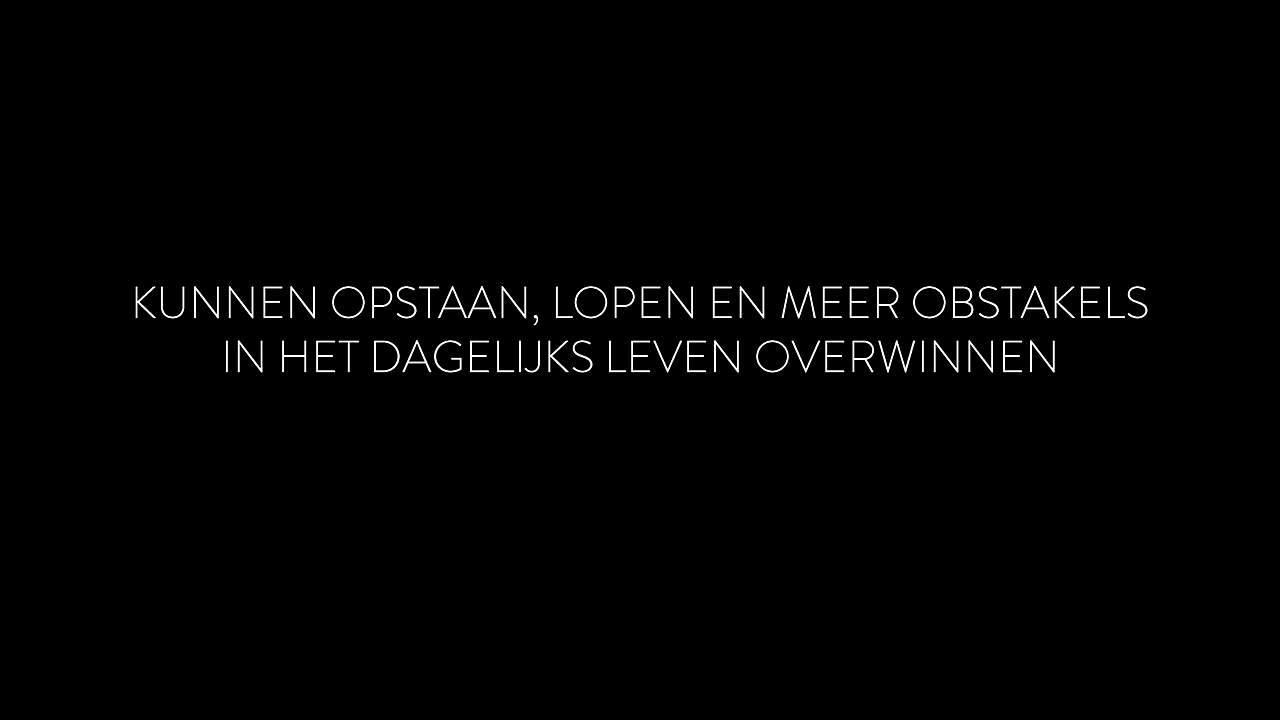 KUNNEN OPSTAAN, LOPEN EN MEER OBSTAKELS
IN HET DAGELIJKS LEVEN OVERWINNEN